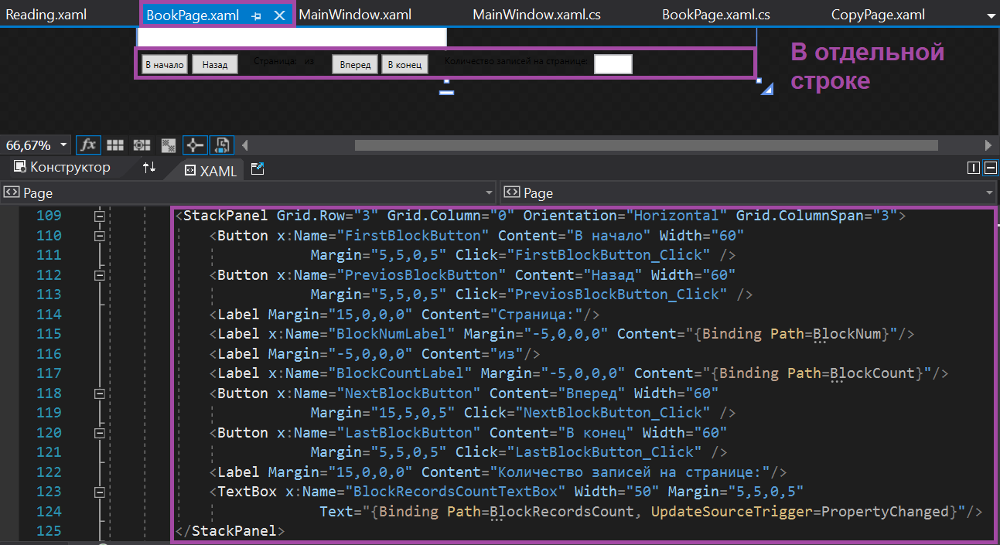 Reading.xaml BookPage.xaml MainWindow.xaml MainWindow.xaml.cs BookPage.xaml.cs CopyPage.xaml
В отдельной
строке
В начало Назад Страница: из Вперед В конец Количество записей на странице:
66,67% fx
Конструктор XAML
Page Page
109 <StackPanel Grid.Row="3" Grid.Column="0" Orientation="Horizontal" Grid.ColumnSpan="3">
110 <Button x:Name="FirstBlockButton" Content="В начало" Width="60"
111 Margin="5,5,0,5" Click="FirstBlockButton_Click" />
112 <Button x:Name="PreviosBlockButton" Content="Назад" Width="60"
113 Margin="5,5,0,5" Click="PreviosBlockButton_Click" />
114 <Label Margin="15,0,0,0" Content="Страница:"/>
115 <Label x:Name="BlockNumLabel" Margin="-5,0,0,0" Content="{Binding Path=BlockNum}"/>
116 <Label Margin="-5,0,0,0" Content="из"/>
117 <Label x:Name="BlockCountLabel" Margin="-5,0,0,0" Content="{Binding Path=BlockCount}"/>
118 <Button x:Name="NextBlockButton" Content="Вперед" Width="60"
119 Margin="15,5,0,5" Click="NextBlockButton_Click" />
120 <Button x:Name="LastBlockButton" Content="В конец" Width="60"
121 Margin="5,5,0,5" Click="LastBlockButton_Click" />
122 <Label Margin="15,0,0,0" Content="Количество записей на странице:"/>
123 <TextBox x:Name="BlockRecordsCountTextBox" Width="50" Margin="5,5,0,5"
124 Text="{Binding Path=BlockRecordsCount, UpdateSourceTrigger=PropertyChanged}"/>
125 </StackPanel>